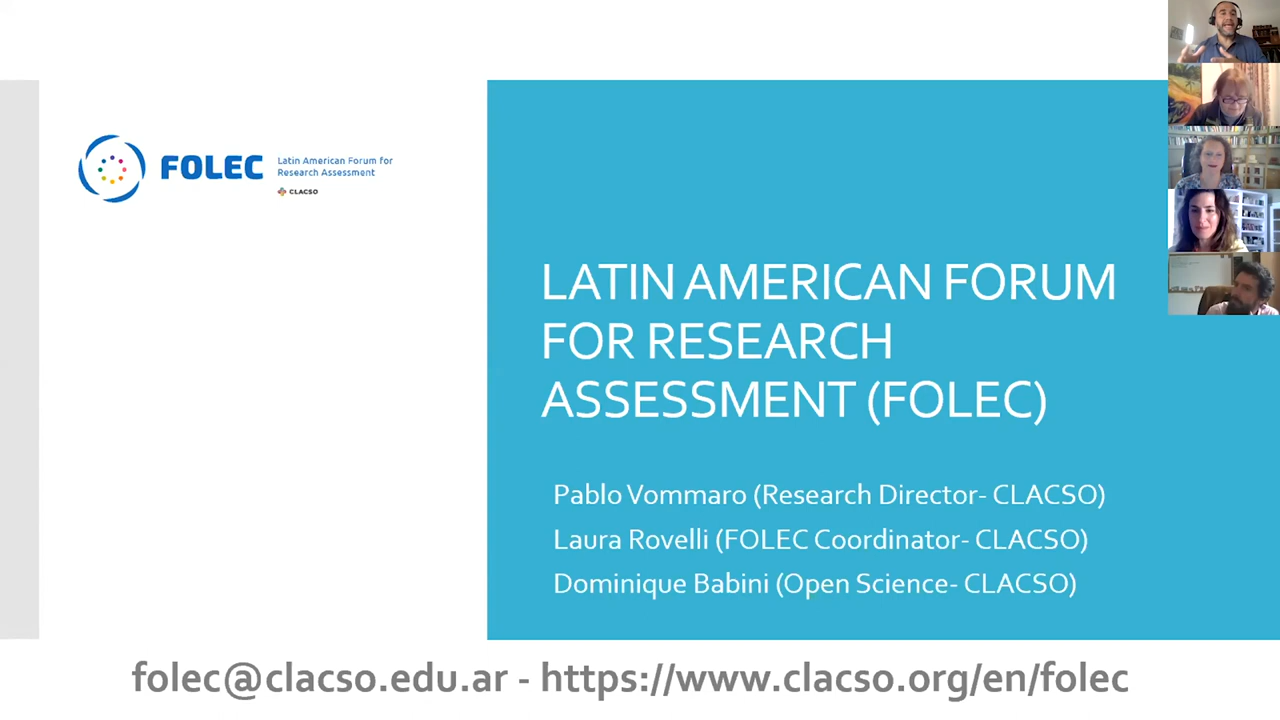 FOLEC
Latin American Forum for
Research Assessment
CLACSO
LATIN AMERICAN FORUM
FOR RESEARCH
ASSESSMENT (FOLEC)
Pablo Vommaro (Research Director- CLACSO)
Laura Rovelli (FOLEC Coordinator- CLACSO)
Dominique Babini (Open Science- CLACSO)
folec@clacso.edu.ar - https://www.clacso.org/en/folec